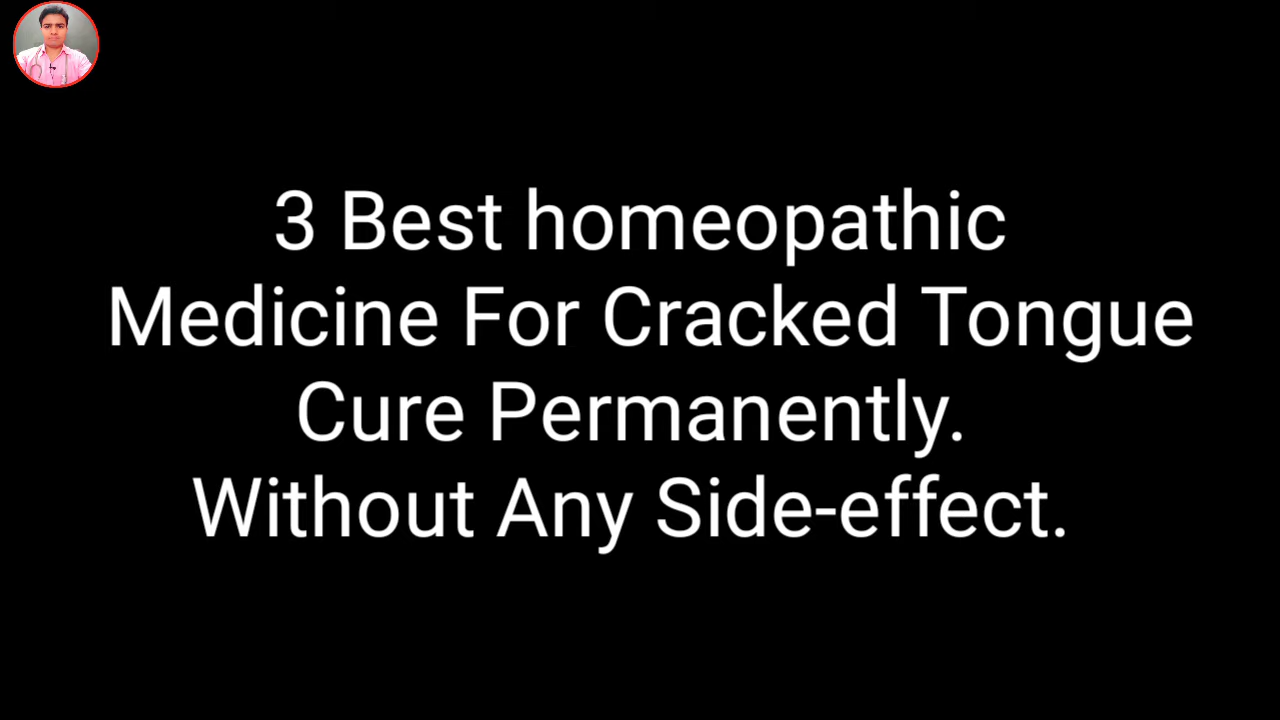 3 Best homeopathic
Medicine For Cracked Tongue
Cure Permanently.
Without Any Side-effect.